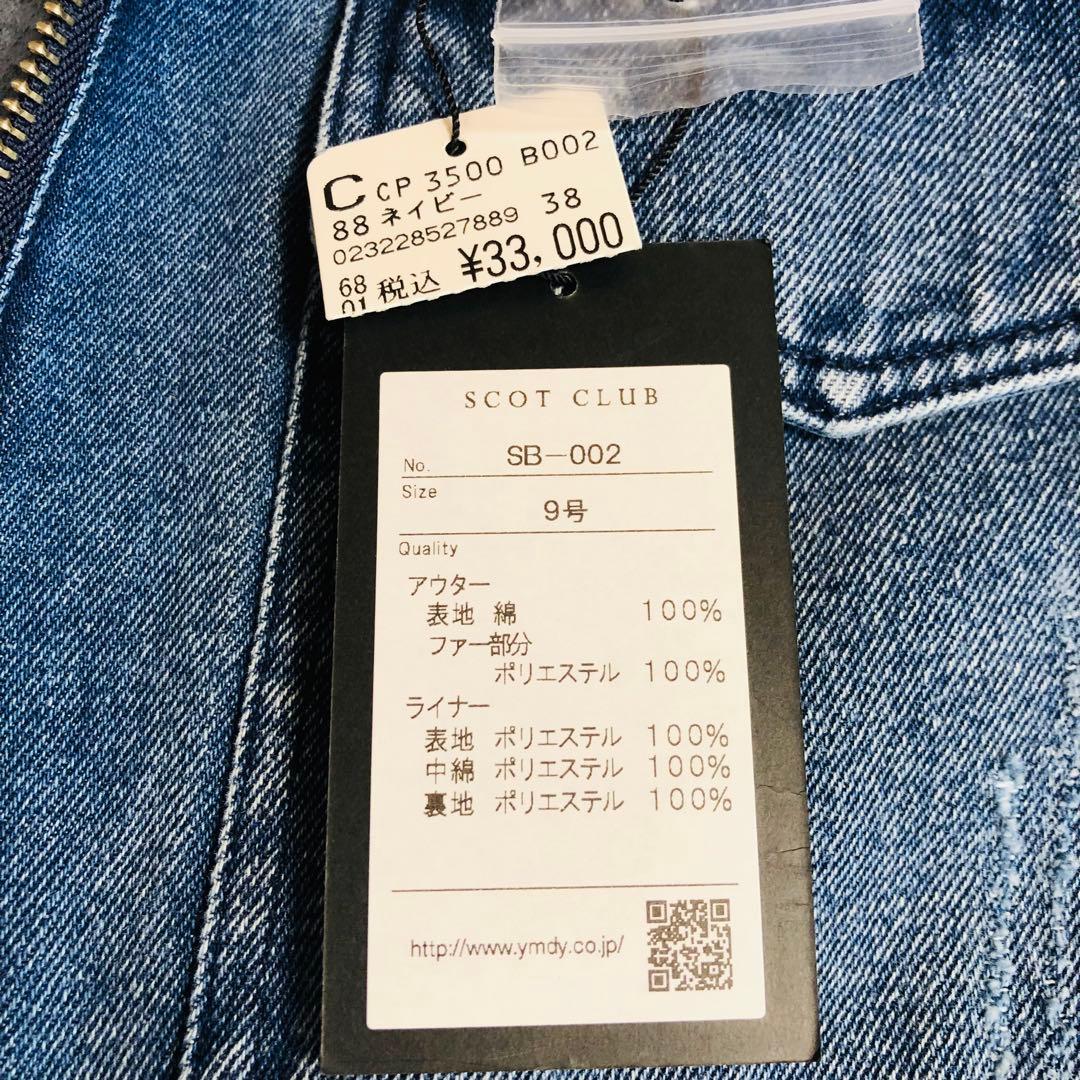 C CP 3500 B002
88 ネイビー 38
023228527889
68 税込 ¥33,000
01
SCOT CLUB
No. SB-002
Size
9号
Quality
アウター
表地 綿 100%
ファー部分
ポリエステル 100%
ライナー
表地 ポリエステル 100%
中綿 ポリエステル 100%
裏地 ポリエステル 100%
http://www.ymdy.co.jp/